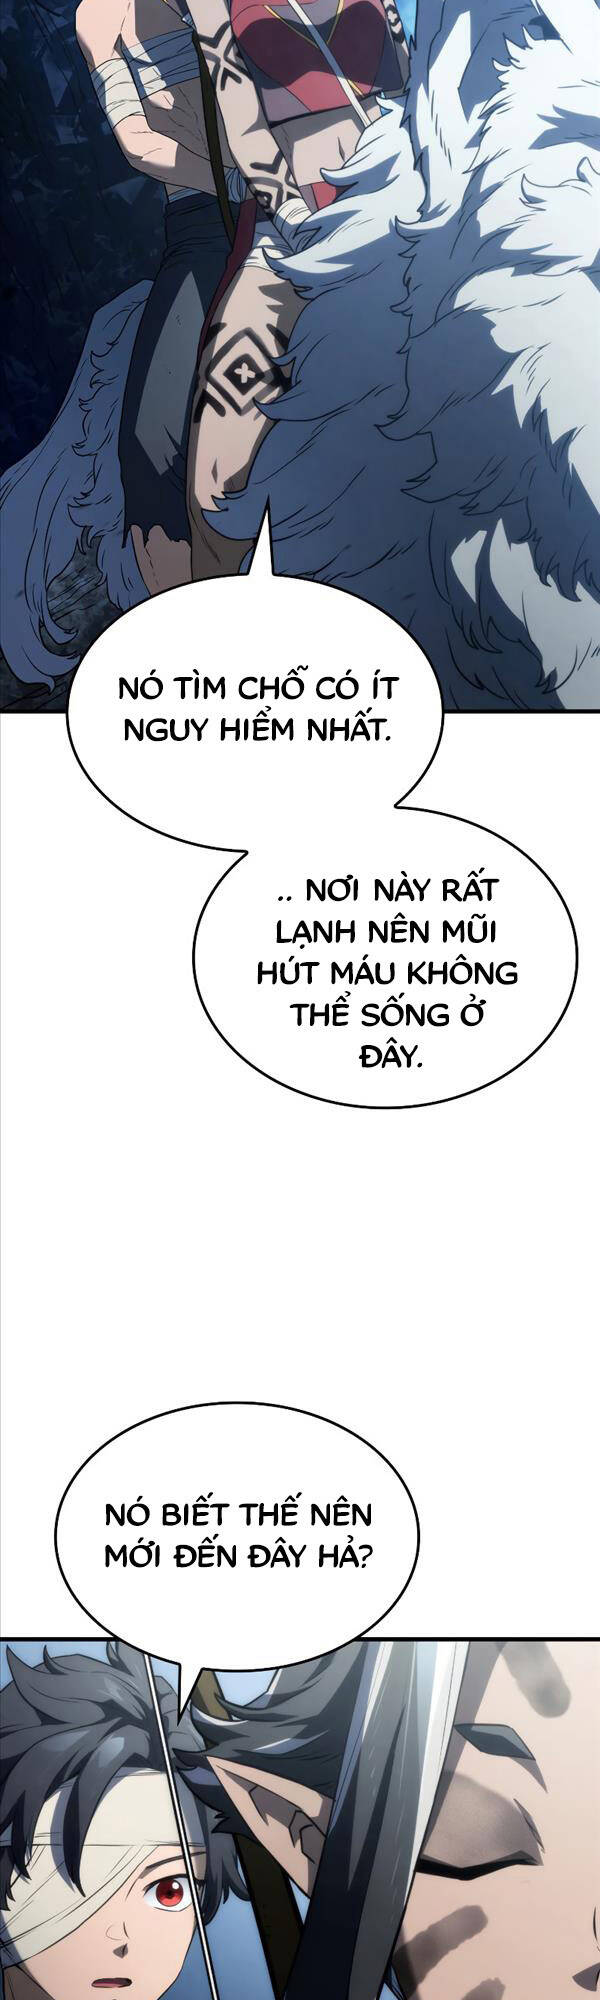 NÓ TÌM CHỖ CÓ ÍT
NGUY HIỂM NHẤT.
.. NƠI NÀY RẤT
LẠNH NÊN MŨI
HÚT MÁU KHÔNG
THỂ SỐNG Ở
ĐÂY.
NÓ BIẾT THẾ NÊN
MỚI ĐẾN ĐÂY HẢ?